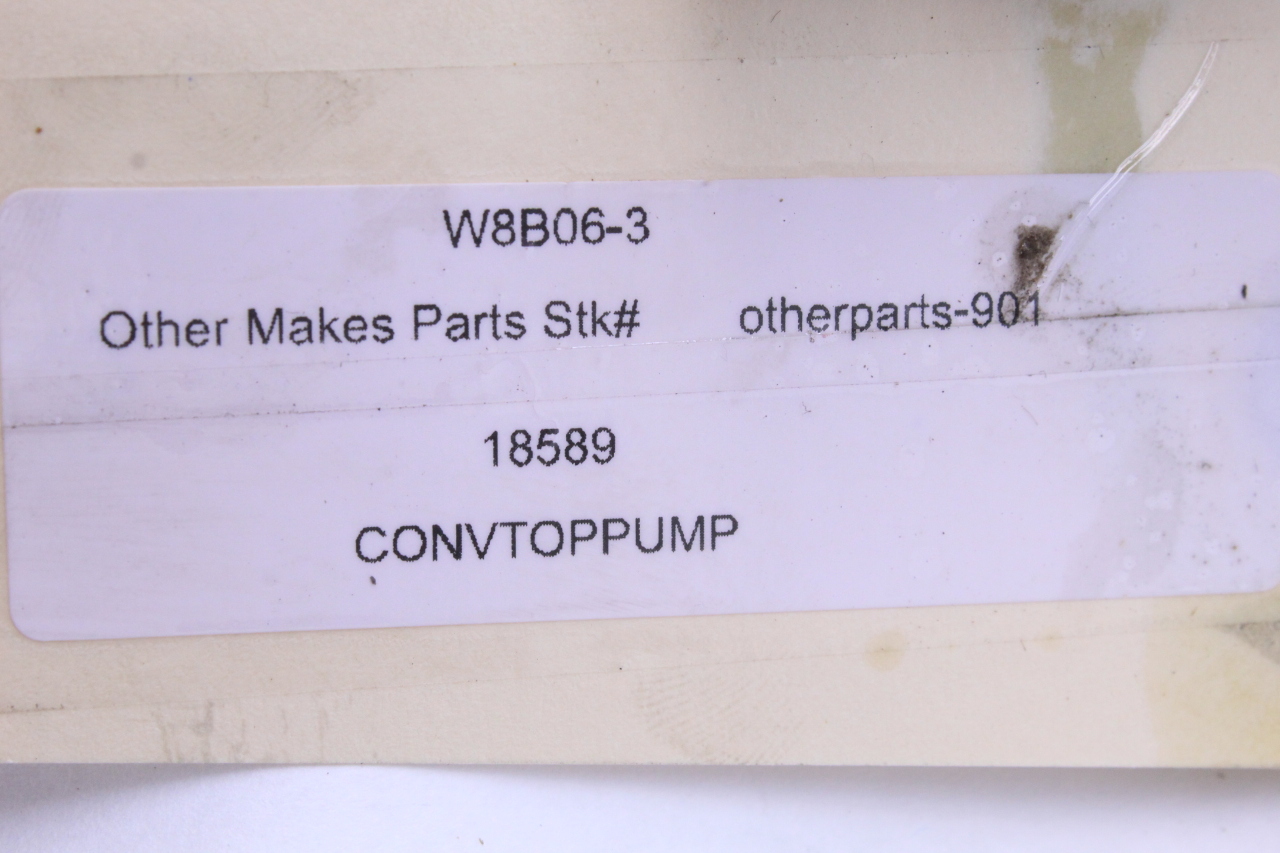 W8B06-3
Other Makes Parts Stk# otherparts-901
18589
CONVTOPPUMP